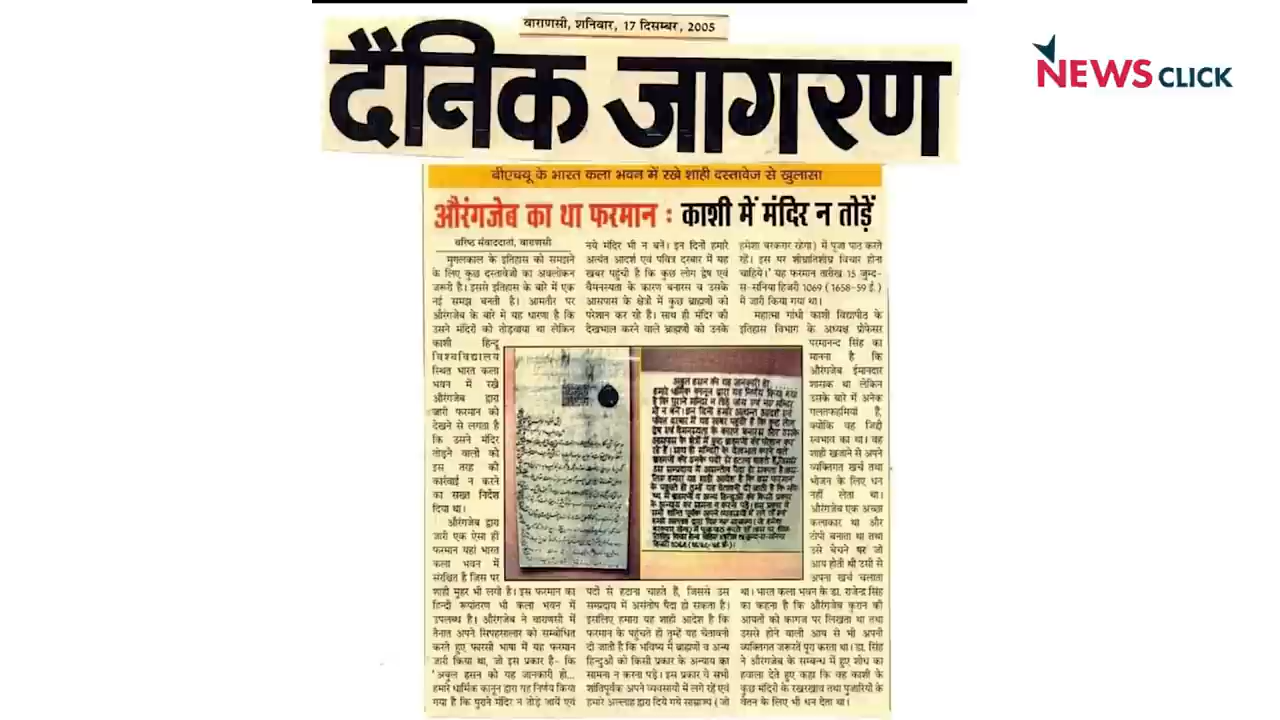 वाराणसी, शनिवार, 17 दिसम्बर, 2005
दैनिक जागरण
NEWS CLICK
बीएचयू के भारत कला भवन में रखे शाही दस्तावेज से खुलासा
औरंगजेब का था फरमान : काशी में मंदिर न तोड़ें
वरिष्ठ संवाददाता, वाराणसी
मुगलकाल के इतिहास को समझने
के लिए कुछ दस्तावेजों का अवलोकन
जरूरी है। इससे इतिहास के बारे में एक
नई समझ बनती है। आमतौर पर
औरंगजेब के बारे में यह धारणा है कि
उसने मंदिरों को तोड़वाया था लेकिन
काशी हिन्दू
विश्वविद्यालय
स्थित भारत कला
भवन में रखे
औरंगजेब द्वारा
जारी फरमान को
देखने से लगता है
कि उसने मंदिर
तोड़ने वालों को
इस तरह की
कार्रवाई न करने
का सख्त निर्देश
दिया था।
औरंगजेब द्वारा
जारी एक ऐसा ही
फरमान यहां भारत
कला भवन में
संरक्षित है जिस पर
शाही मुहर भी लगी है। इस फरमान का
हिन्दी रूपांतरण भी कला भवन में
उपलब्ध है। औरंगजेब ने वाराणसी में
तैनात अपने सिपहसालार को सम्बोधित
करते हुए फारसी भाषा में यह फरमान
जारी किया था, जो इस प्रकार है- कि
'अबुल हसन को यह जानकारी हो...
हमारे धार्मिक कानून द्वारा यह निर्णय किया
गया है कि पुराने मंदिर न तोड़े जायें एवं
नये मंदिर भी न बनें। इन दिनों हमारे
अत्यंत आदर्श एवं पवित्र दरबार में यह
खबर पहुंची है कि कुछ लोग द्वेष एवं
वैमनस्यता के कारण बनारस व उसके
आसपास के क्षेत्रों में कुछ ब्राह्मणों को
परेशान कर रहे हैं। साथ ही मंदिर की
देखभाल करने वाले ब्राह्मणों को उनके
पदों से हटाना चाहते हैं, जिससे उस
सम्प्रदाय में असंतोष पैदा हो सकता है।
इसलिए हमारा यह शाही आदेश है कि
फरमान के पहुंचते ही तुम्हें यह चेतावनी
दी जाती है कि भविष्य में ब्राह्मणों व अन्य
हिन्दुओं को किसी प्रकार के अन्याय का
सामना न करना पड़े। इस प्रकार ये सभी
शांतिपूर्वक अपने व्यवसायों में लगे रहें एवं
हमारे अल्लाह द्वारा दिये गये साम्राज्य (जो
हमेशा बरकरार रहेगा) में पूजा पाठ करते
रहें। इस पर शीघ्रातिशीघ्र विचार होना
चाहिये।' यह फरमान तारीख 15 जुम्द-
स-सनिया हिजरी 1069 (1658-59 ई.)
में जारी किया गया था।
महात्मा गांधी काशी विद्यापीठ के
इतिहास विभाग के अध्यक्ष प्रोफेसर
परमानन्द सिंह का
मानना है कि
औरंगजेब ईमानदार
शासक था लेकिन
उसके बारे में अनेक
गलतफहमियां हैं,
क्योंकि वह जिद्दी
स्वभाव का था। वह
शाही खजाने से अपने
व्यक्तिगत खर्च तथा
भोजन के लिए धन
नहीं लेता था।
औरंगजेब एक अच्छा
कलाकार था और
टोपी बनाता था तथा
उसे बेचने पर जो
आय होती थी उसी से
अपना खर्च चलाता
था। भारत कला भवन के डा. राजेन्द्र सिंह
का कहना है कि औरंगजेब कुरान की
आयतों को कागज पर लिखता था तथा
उससे होने वाली आय से भी अपनी
व्यक्तिगत जरूरतें पूरा करता था। डा. सिंह
ने औरंगजेब के सम्बन्ध में हुए शोध का
हवाला देते हुए कहा कि वह काशी के
कुछ मंदिरों के रखरखाव तथा पुजारियों के
वेतन के लिए भी धन देता था।